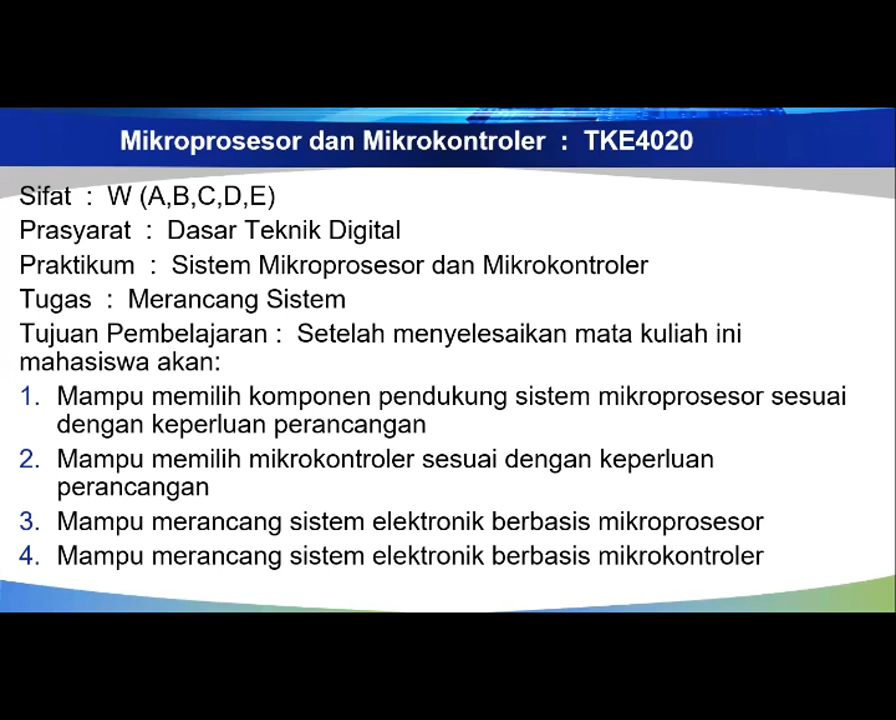 Mikroprosesor dan Mikrokontroler : TKE4020
Sifat : W (A,B,C,D,E)
Prasyarat : Dasar Teknik Digital
Praktikum : Sistem Mikroprosesor dan Mikrokontroler
Tugas : Merancang Sistem
Tujuan Pembelajaran : Setelah menyelesaikan mata kuliah ini
mahasiswa akan:
1. Mampu memilih komponen pendukung sistem mikroprosesor sesuai
dengan keperluan perancangan
2. Mampu memilih mikrokontroler sesuai dengan keperluan
perancangan
3. Mampu merancang sistem elektronik berbasis mikroprosesor
4. Mampu merancang sistem elektronik berbasis mikrokontroler